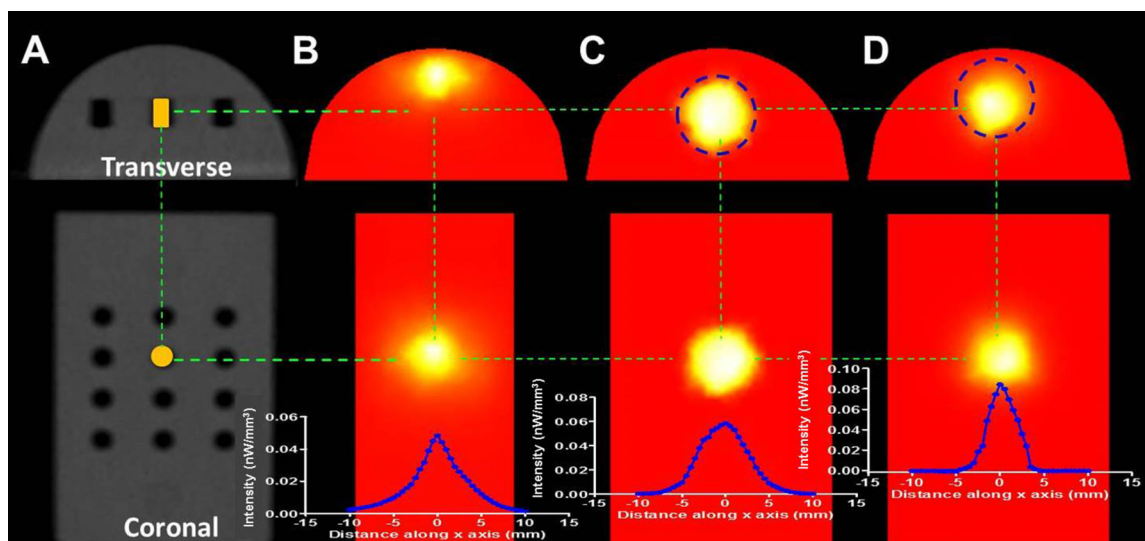 A
B
C
D
Transverse
Coronal
Intensity (nW/mm³)
0.06
0.04
0.02
0.00
-15 -10 -5 0 5 10 15
Distance along x axis (mm)
Intensity (nW/mm³)
0.08
0.06
0.04
0.02
0.00
-15 -10 -5 0 5 10 15
Distance along x axis (mm)
Intensity (nW/mm³)
0.10
0.08
0.06
0.04
0.02
0.00
-15 -10 -5 0 5 10 15
Distance along x axis (mm)